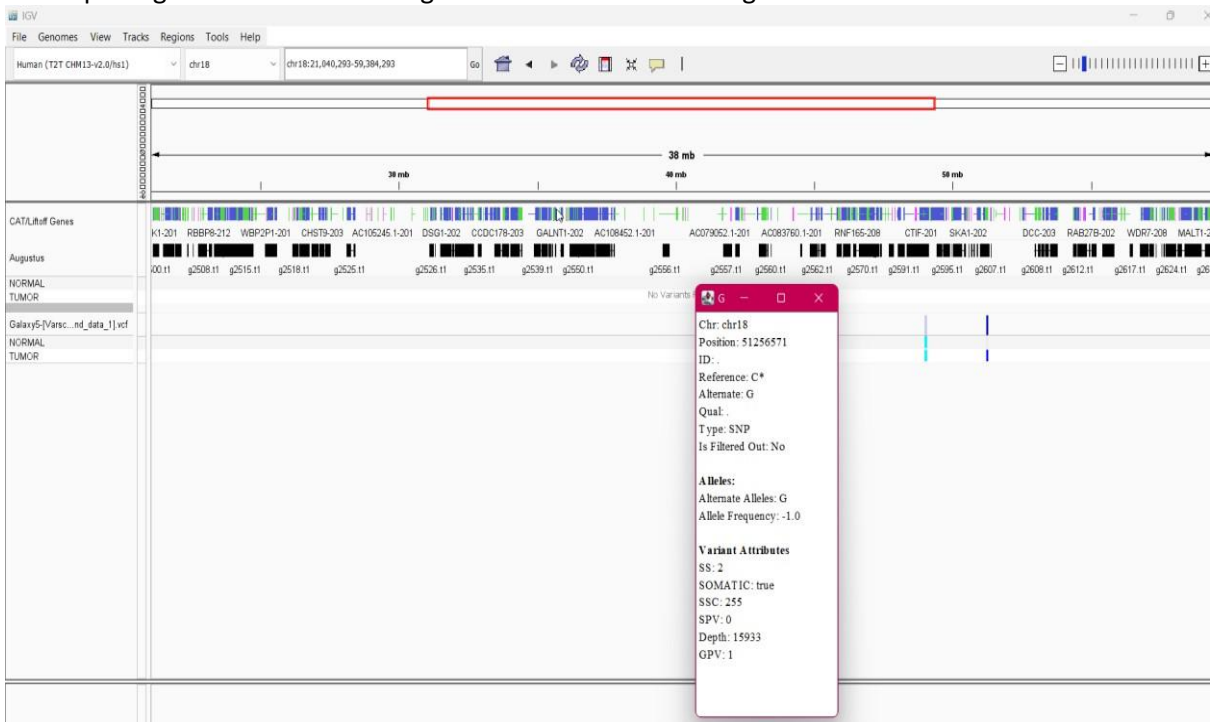 IGV
File Genomes View Tracks Regions Tools Help
Human (T2T CHM13-v2.0/hs1) chr18 chr18:21,040,293-59,384,293 Go
38 mb
30 mb 40 mb 50 mb
CAT/Liftoff Genes
K1-201 RBBP8-212 WBP2P1-201 CHST9-203 AC105245.1-201 DSG1-202 CCDC178-203 GALNT1-202 AC108452.1-201 AC079052.1-201 AC083760.1-201 RNF165-208 CTIF-201 SKA1-202 DCC-203 RAB27B-202 WDR7-208 MALT1-2
Augustus
g2508.t1 g2515.t1 g2518.t1 g2525.t1 g2526.t1 g2535.t1 g2539.t1 g2550.t1 g2556.t1 g2557.t1 g2560.t1 g2562.t1 g2570.t1 g2591.t1 g2595.t1 g2607.t1 g2608.t1 g2612.t1 g2617.t1 g2624.t1
NORMAL
TUMOR No Variants
Galaxy5-[Varsc...nd_data_1].vcf
NORMAL
TUMOR
G
Chr: chr18
Position: 51256571
ID: .
Reference: C*
Alternate: G
Qual: .
Type: SNP
Is Filtered Out: No
Alleles:
Alternate Alleles: G
Allele Frequency: -1.0
Variant Attributes
SS: 2
SOMATIC: true
SSC: 255
SPV: 0
Depth: 15933
GPV: 1